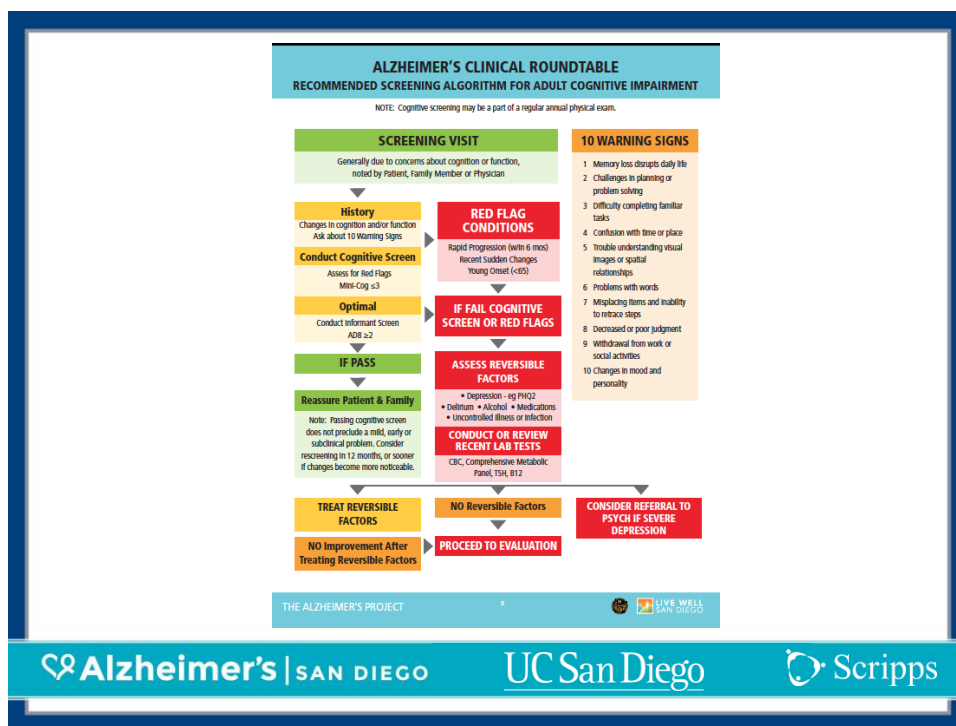 ALZHEIMER'S CLINICAL ROUNDTABLE
RECOMMENDED SCREENING ALGORITHM FOR ADULT COGNITIVE IMPAIRMENT
NOTE: Cognitive screening may be a part of a regular annual physical exam.
SCREENING VISIT
Generally due to concerns about cognition or function,
noted by Patient, Family Member or Physician
History
Changes in cognition and/or function
Ask about 10 Warning Signs
Conduct Cognitive Screen
Assess for Red Flags
Mini-Cog ≤3
Optimal
Conduct Informant Screen
AD8 ≥2
IF PASS
Reassure Patient & Family
Note: Passing cognitive screen
does not preclude a mild, early or
subclinical problem. Consider
rescreening in 12 months, or sooner
if changes become more noticeable.
RED FLAG
CONDITIONS
Rapid Progression (w/in 6 mos)
Recent Sudden Changes
Young Onset (<65)
IF FAIL COGNITIVE
SCREEN OR RED FLAGS
ASSESS REVERSIBLE
FACTORS
• Depression - eg PHQ2
• Delirium • Alcohol • Medications
• Uncontrolled illness or infection
CONDUCT OR REVIEW
RECENT LAB TESTS
CBC, Comprehensive Metabolic
Panel, TSH, B12
10 WARNING SIGNS
1 Memory loss disrupts daily life
2 Challenges in planning or
problem solving
3 Difficulty completing familiar
tasks
4 Confusion with time or place
5 Trouble understanding visual
images or spatial
relationships
6 Problems with words
7 Misplacing items and inability
to retrace steps
8 Decreased or poor judgment
9 Withdrawal from work or
social activities
10 Changes in mood and
personality
TREAT REVERSIBLE
FACTORS
NO Improvement After
Treating Reversible Factors
NO Reversible Factors
PROCEED TO EVALUATION
CONSIDER REFERRAL TO
PSYCH IF SEVERE
DEPRESSION
THE ALZHEIMER'S PROJECT
LIVE WELL
SAN DIEGO
Alzheimer's | SAN DIEGO
UC San Diego
Scripps